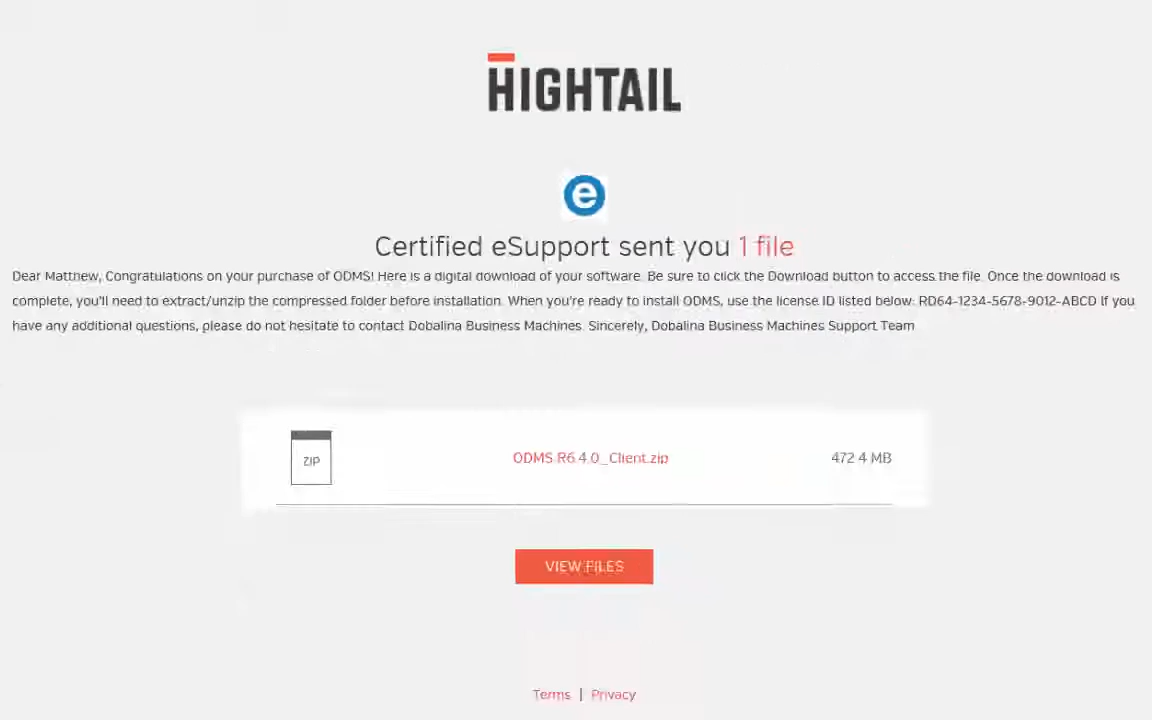 HIGHTAIL
e
Certified eSupport sent you 1 file
Dear Matthew, Congratulations on your purchase of ODMS! Here is a digital download of your software. Be sure to click the Download button to access the file. Once the download is
complete, you'll need to extract/unzip the compressed folder before installation. When you're ready to install ODMS, use the license ID listed below: RD64-1234-5678-9012-ABCD If you
have any additional questions, please do not hesitate to contact Dobalina Business Machines. Sincerely, Dobalina Business Machines Support Team
ZIP ODMS.R6.4.0_Client.zip 472.4 MB
VIEW FILES
Terms | Privacy